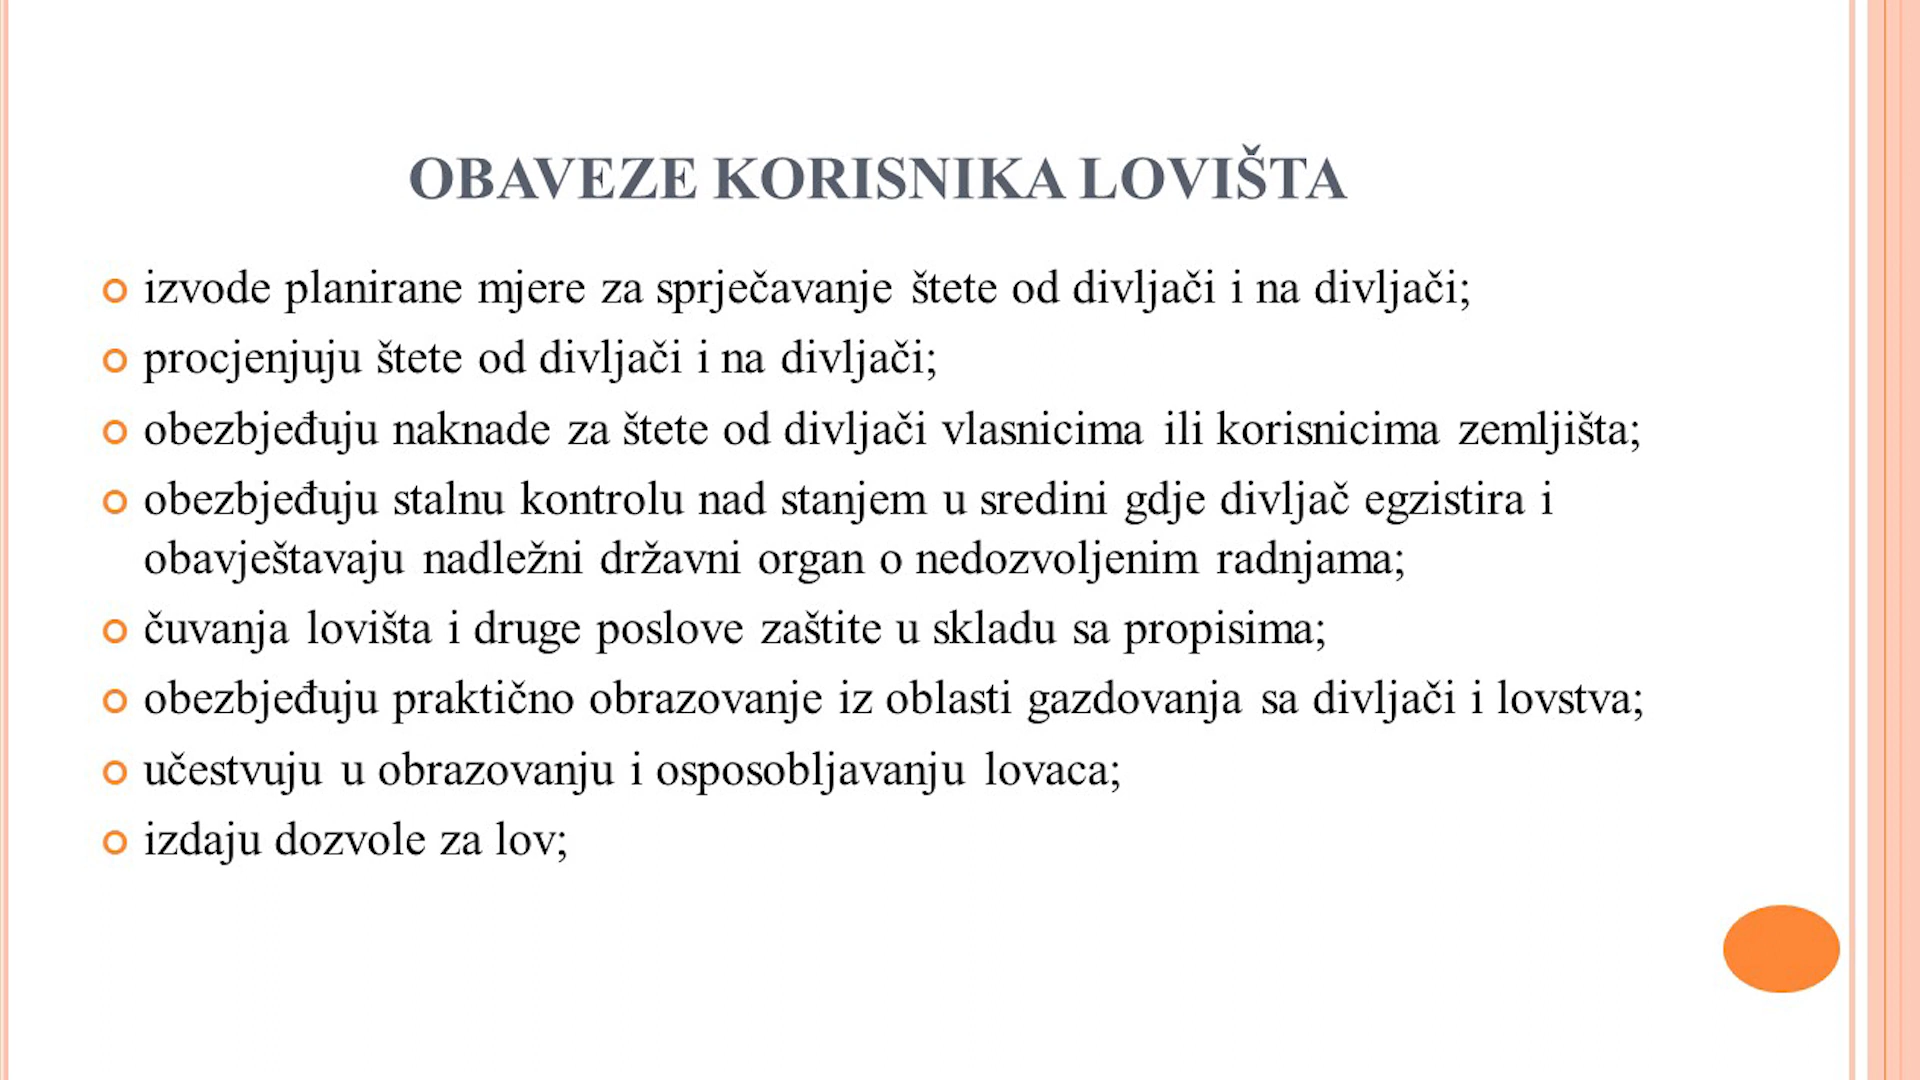 OBAVEZE KORISNIKA LOVIŠTA
izvode planirane mjere za sprječavanje štete od divljači i na divljači;
procjenjuju štete od divljači i na divljači;
obezbjeđuju naknade za štete od divljači vlasnicima ili korisnicima zemljišta;
obezbjeđuju stalnu kontrolu nad stanjem u sredini gdje divljač egzistira i
obavještavaju nadležni državni organ o nedozvoljenim radnjama;
čuvanja lovišta i druge poslove zaštite u skladu sa propisima;
obezbjeđuju praktično obrazovanje iz oblasti gazdovanja sa divljači i lovstva;
učestvuju u obrazovanju i osposobljavanju lovaca;
izdaju dozvole za lov;